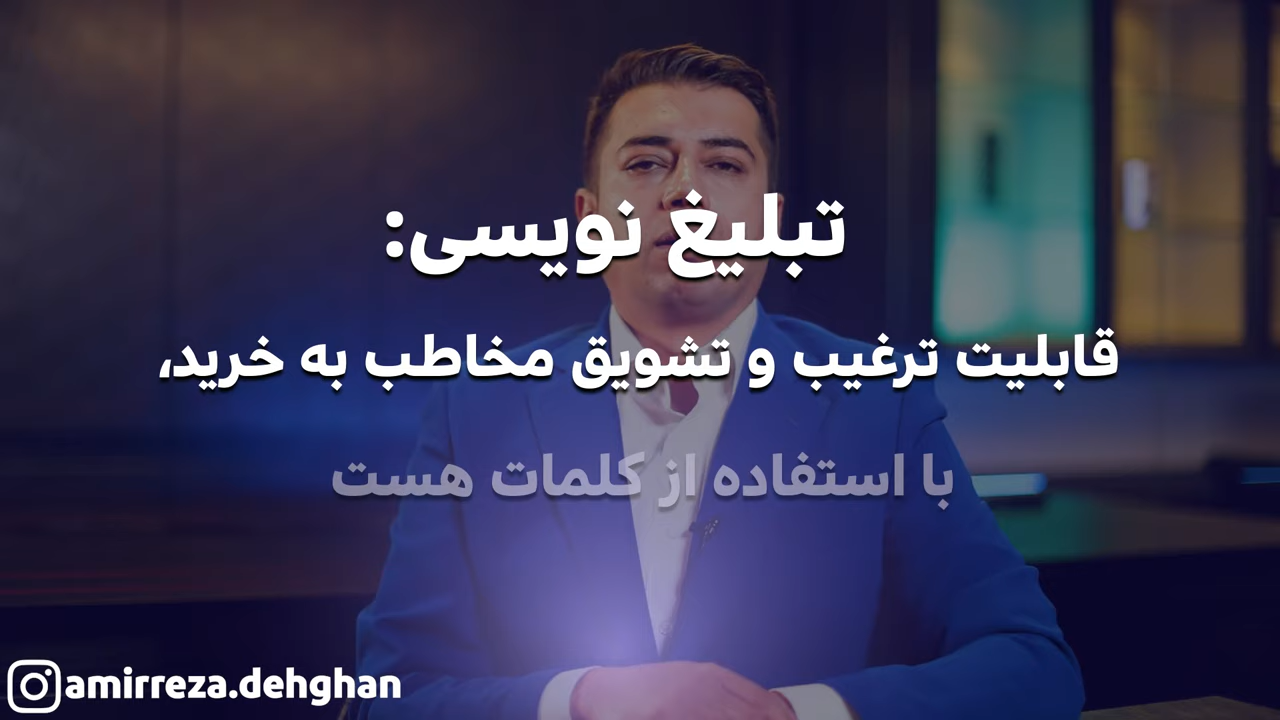 تبلیغ نویسی:
قابلیت ترغیب و تشویق مخاطب به خرید،
با استفاده از کلمات هست
amirreza.dehghan